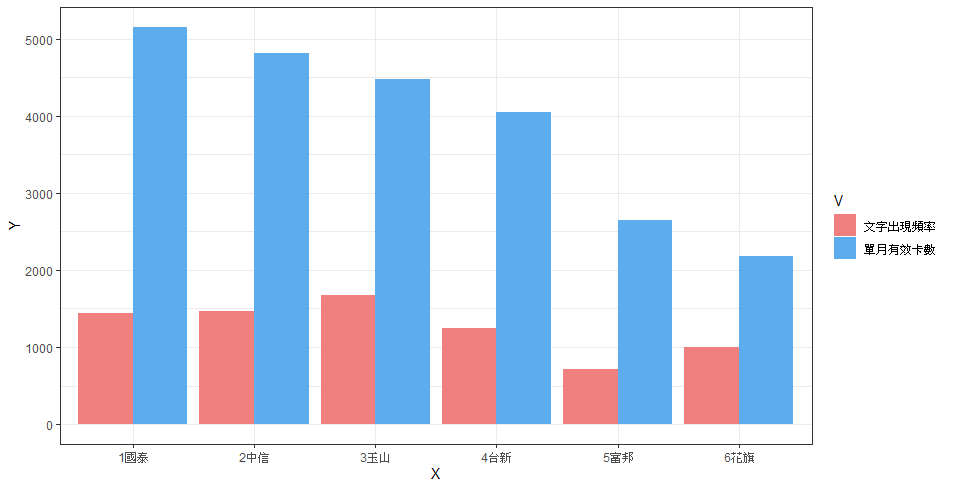 5000
4000
3000
2000
1000
0
Y
1國泰
2中信
3玉山
4台新
5富邦
6花旗
X
V
文字出現頻率
單月有效卡數